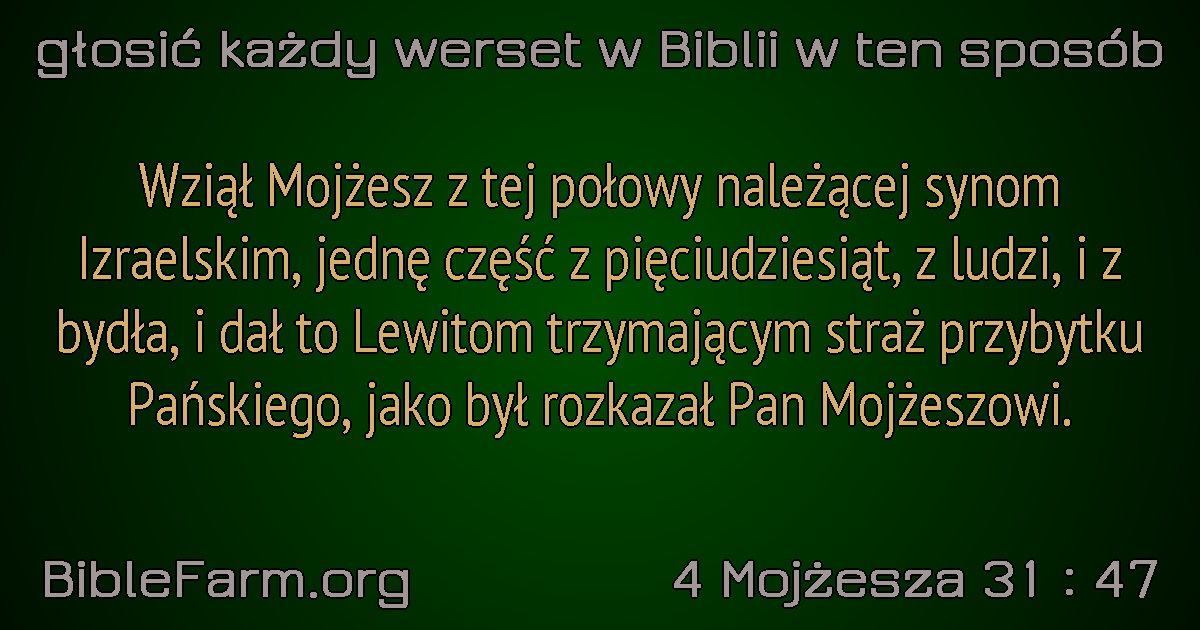 głosić każdy werset w Biblii w ten sposób
Wziął Mojżesz z tej połowy należącej synom
Izraelskim, jednę część z pięciudziesiąt, z ludzi, i z
bydła, i dał to Lewitom trzymającym straż przybytku
Pańskiego, jako był rozkazał Pan Mojżeszowi.
BibleFarm.org
4 Mojżesza 31 : 47